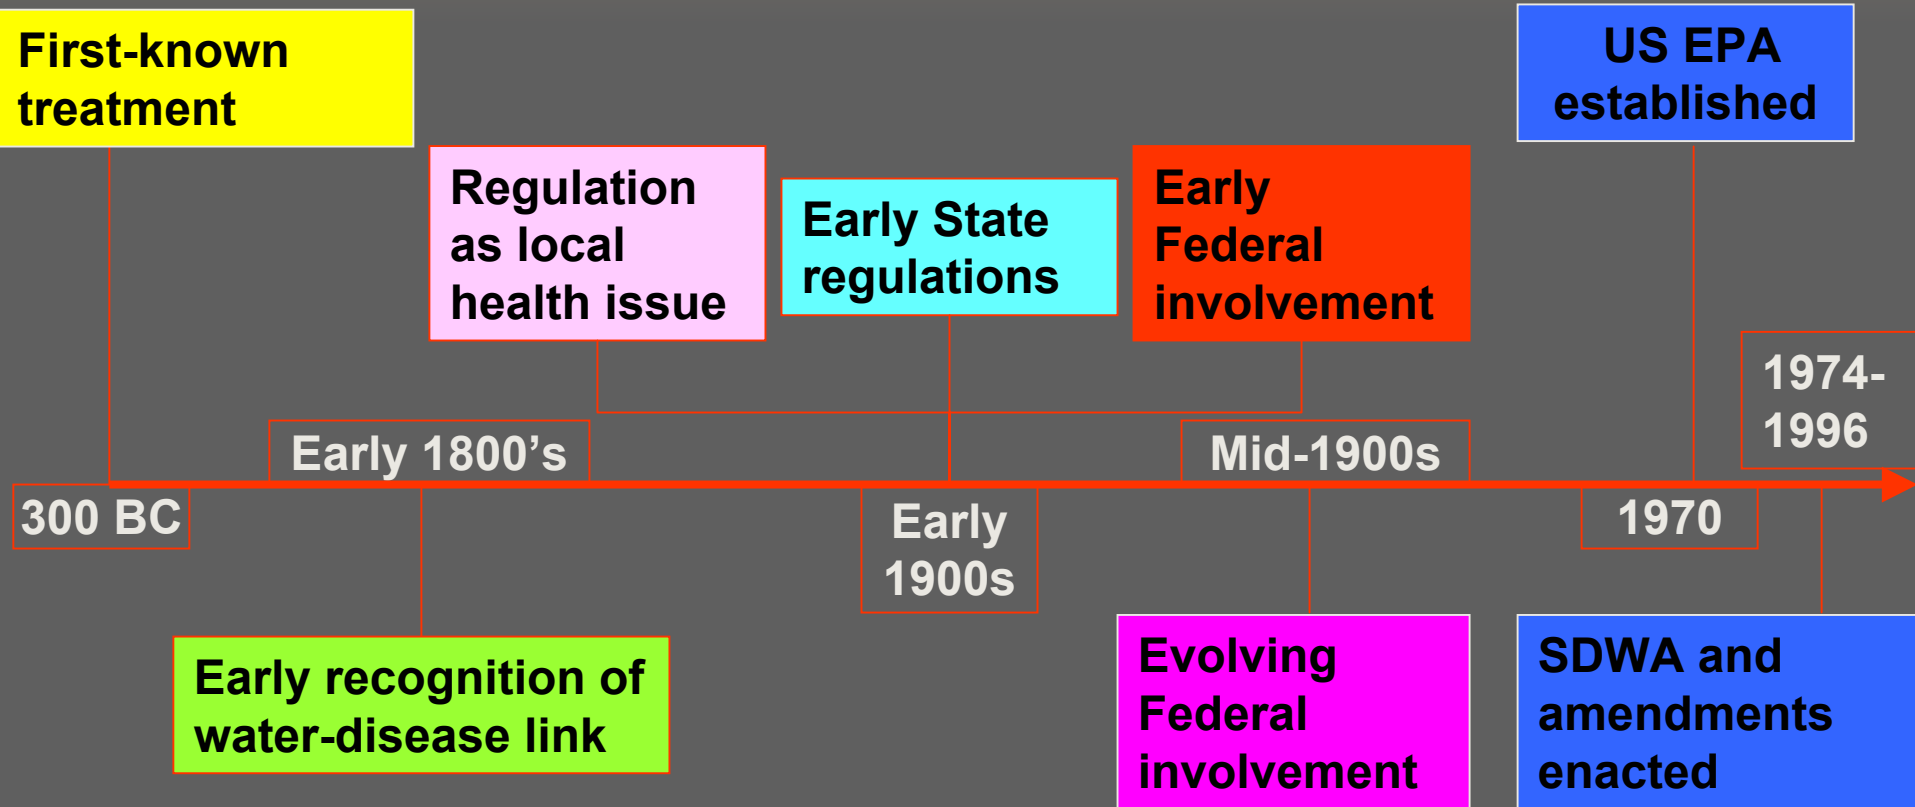 First-known
treatment
US EPA
established
Regulation
as local
health issue
Early State
regulations
Early
Federal
involvement
1974-
1996
Early 1800’s
Mid-1900s
300 BC
Early
1900s
1970
Early recognition of
water-disease link
Evolving
Federal
involvement
SDWA and
amendments
enacted